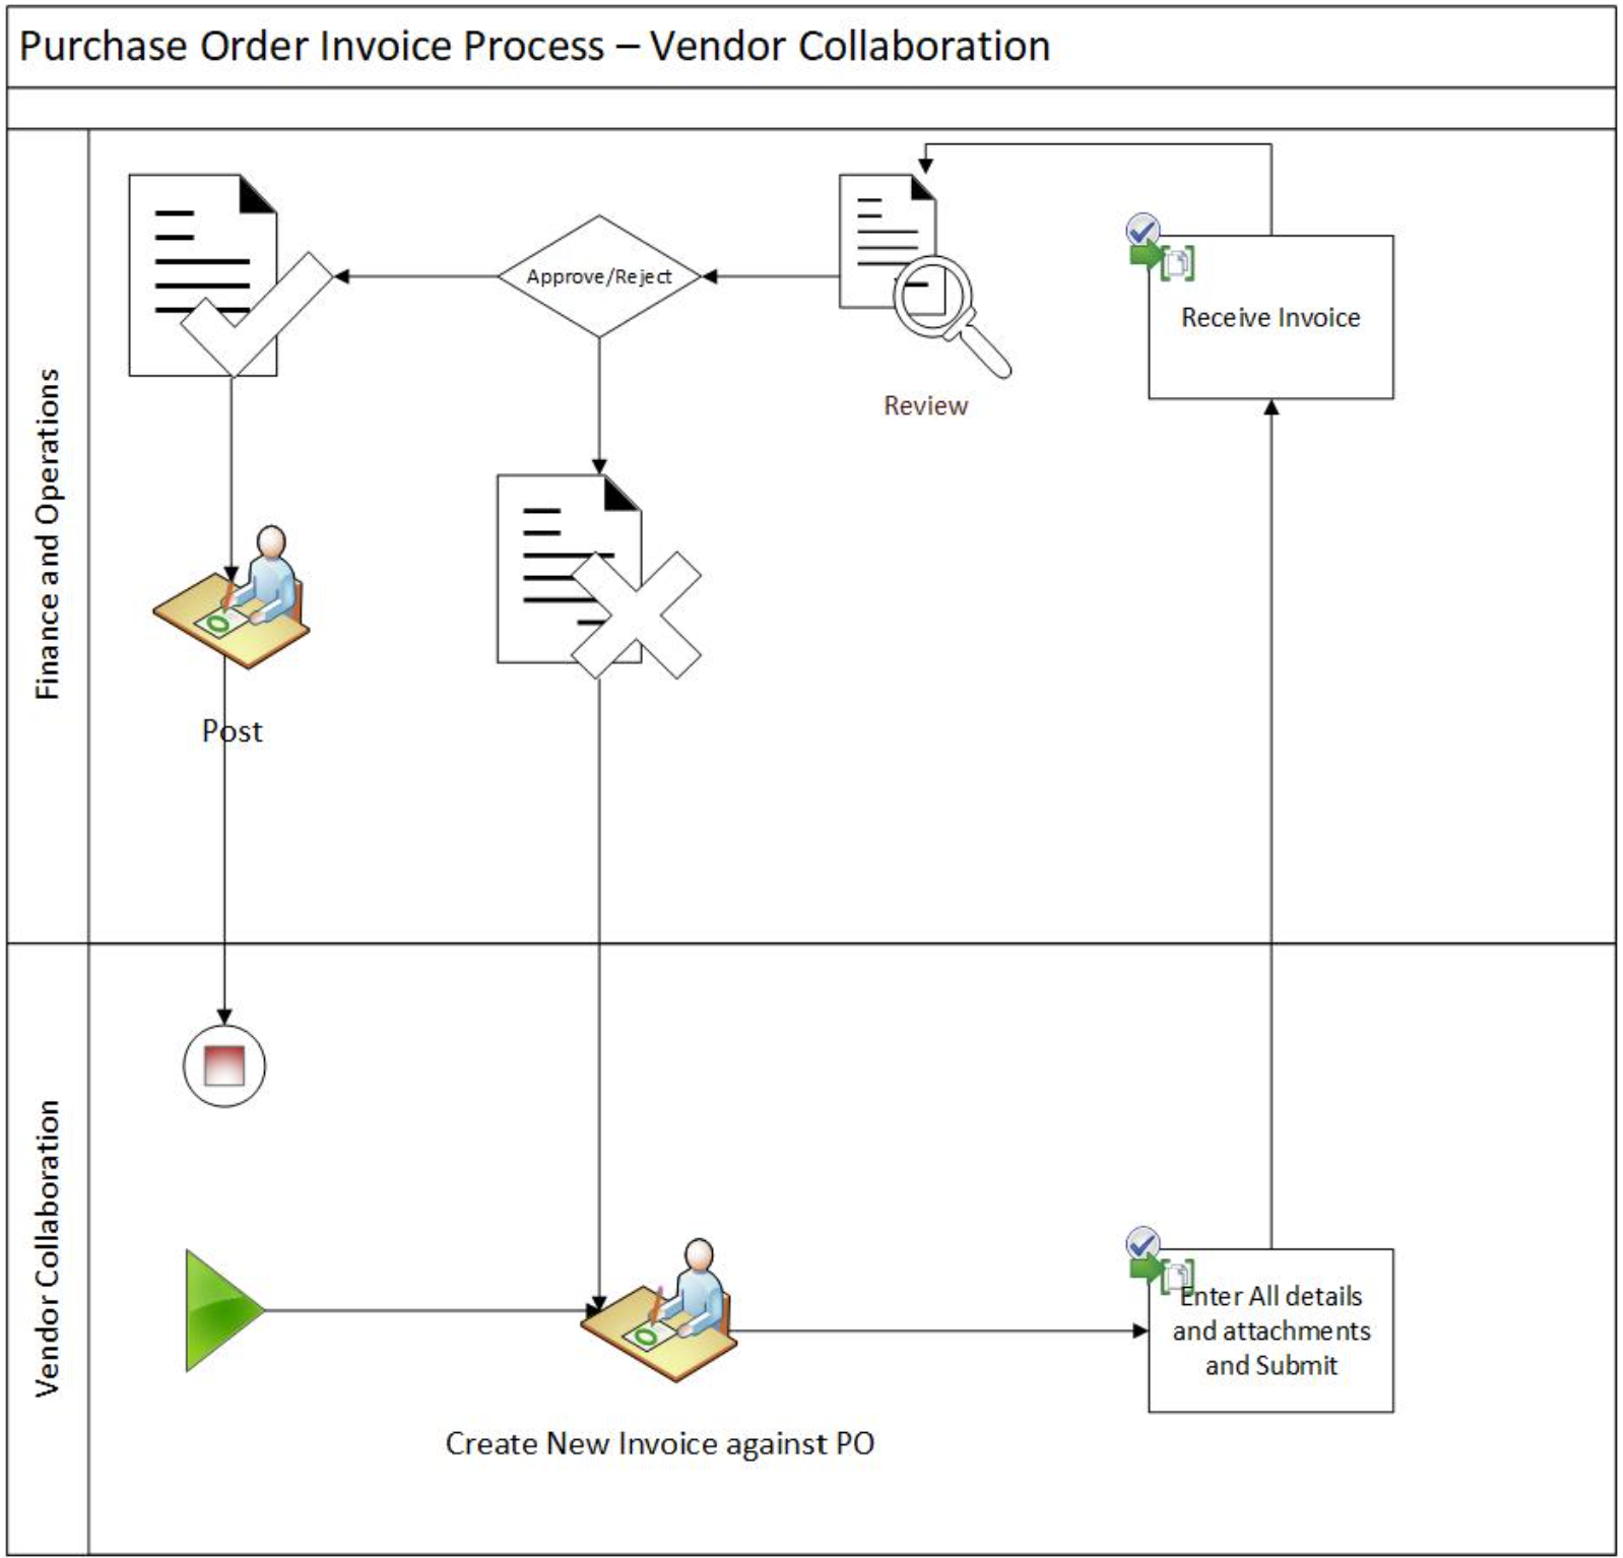 Purchase Order Invoice Process – Vendor Collaboration
Finance and Operations
Approve/Reject
Review
Receive Invoice
Post
Vendor Collaboration
Enter All details
and attachments
and Submit
Create New Invoice against PO